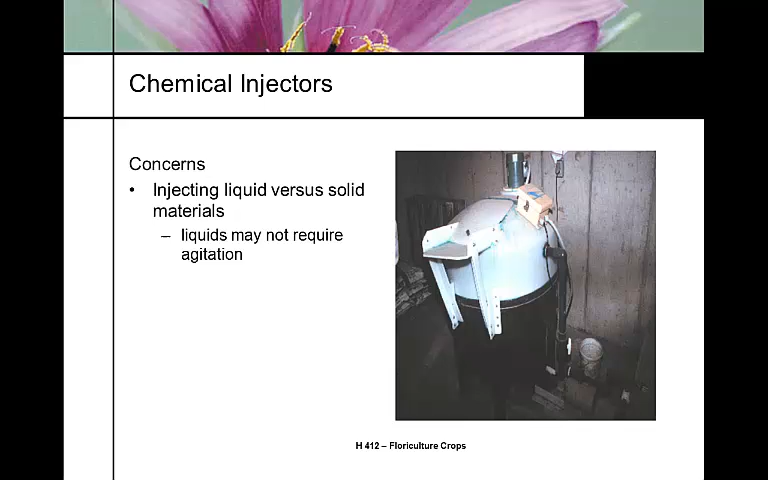 Chemical Injectors
Concerns
• Injecting liquid versus solid
materials
– liquids may not require
agitation
H 412 – Floriculture Crops